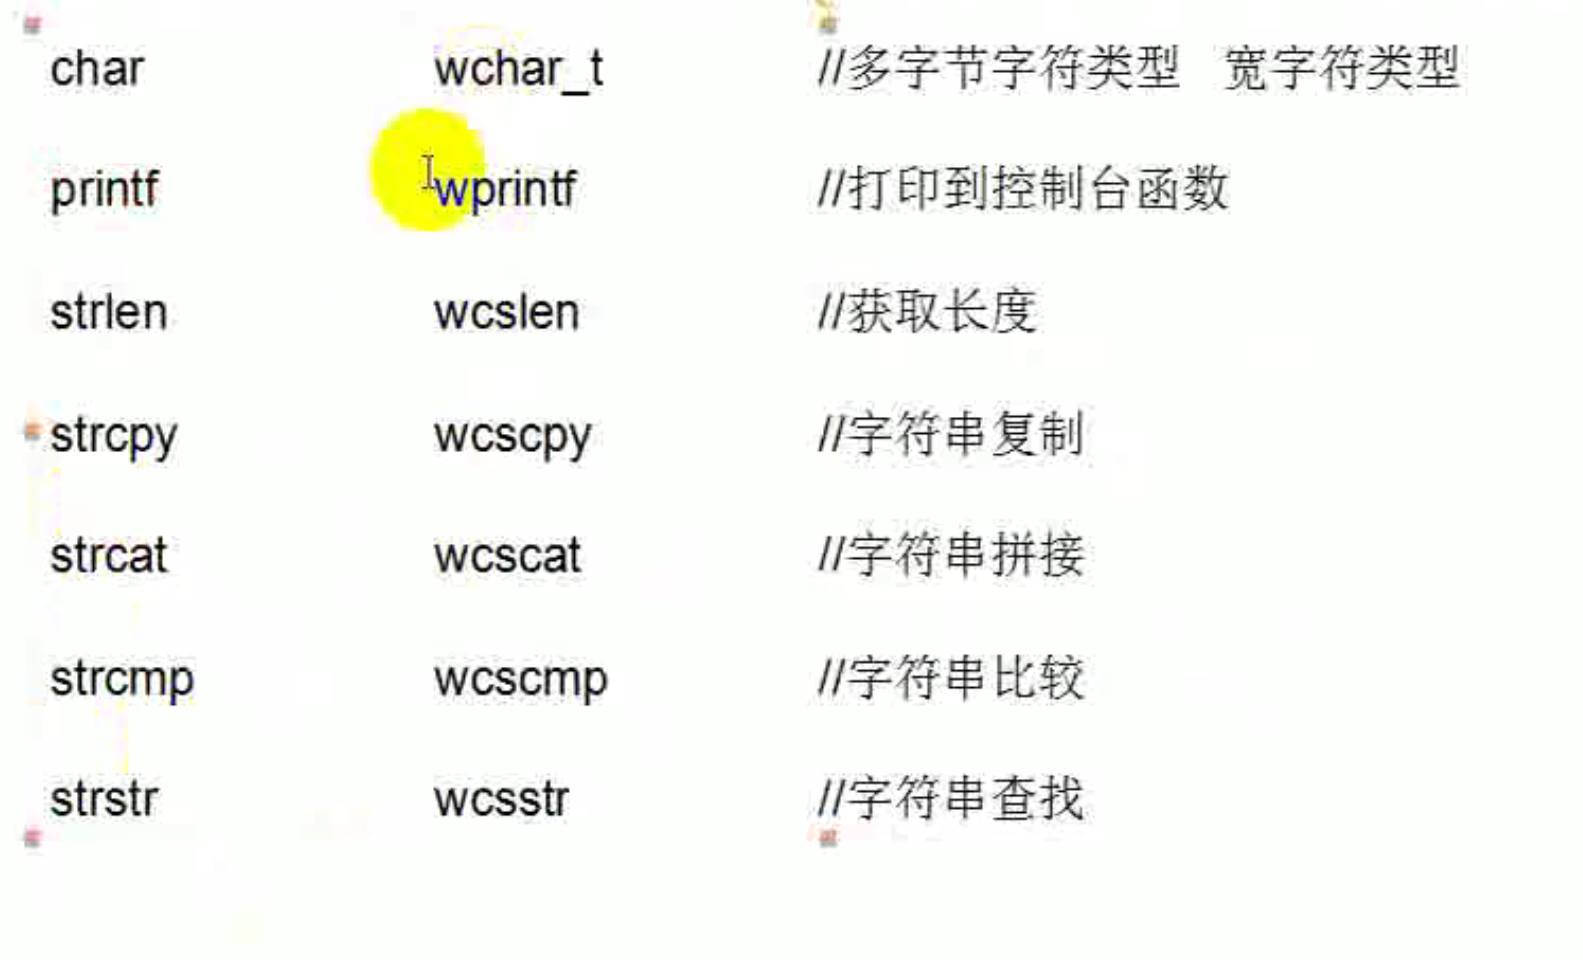 char wchar_t //多字节字符类型 宽字符类型
printf wprintf //打印到控制台函数
strlen wcslen //获取长度
strcpy wcscpy //字符串复制
strcat wcscat //字符串拼接
strcmp wcscmp //字符串比较
strstr wcsstr //字符串查找